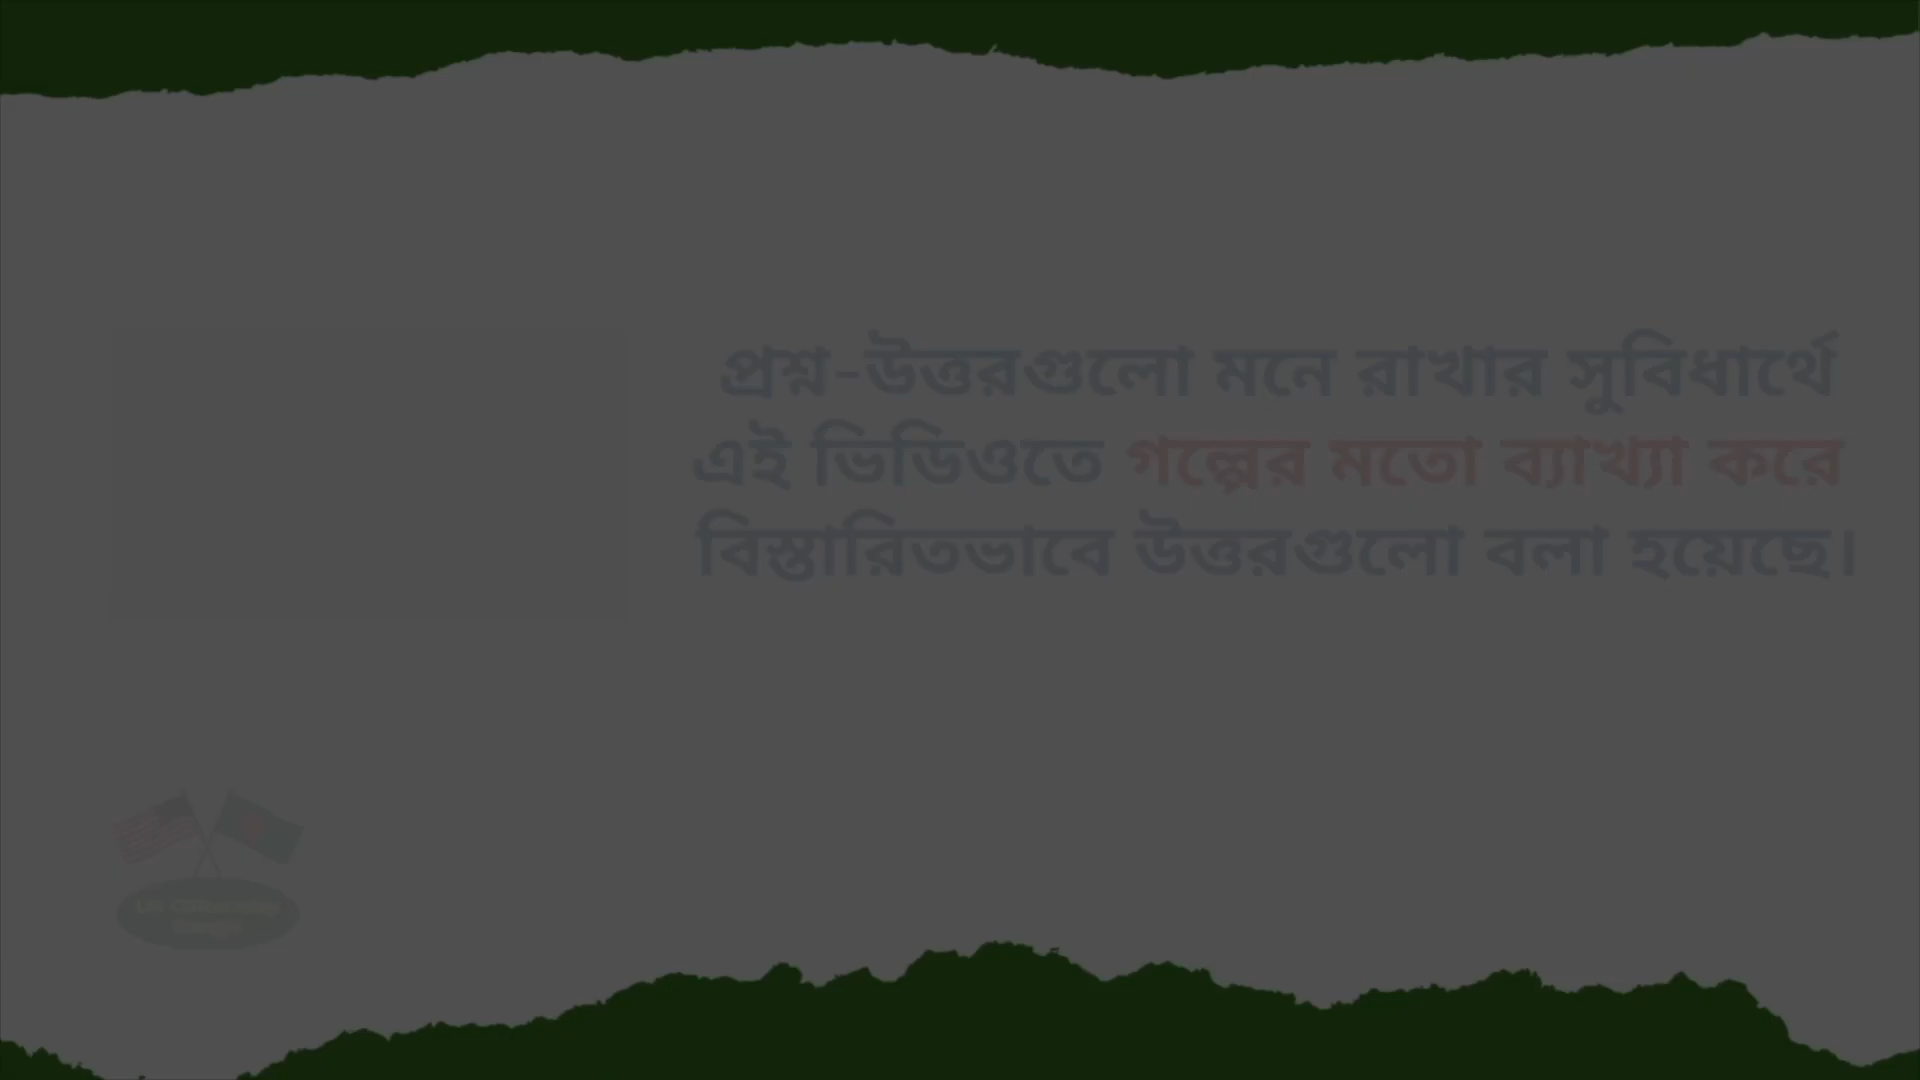 প্রশ্ন-উত্তরগুলো মনে রাখার সুবিধার্থে
এই ভিডিওতে গল্পের মতো ব্যাখ্যা করে
বিস্তারিতভাবে উত্তরগুলো বলা হয়েছে।